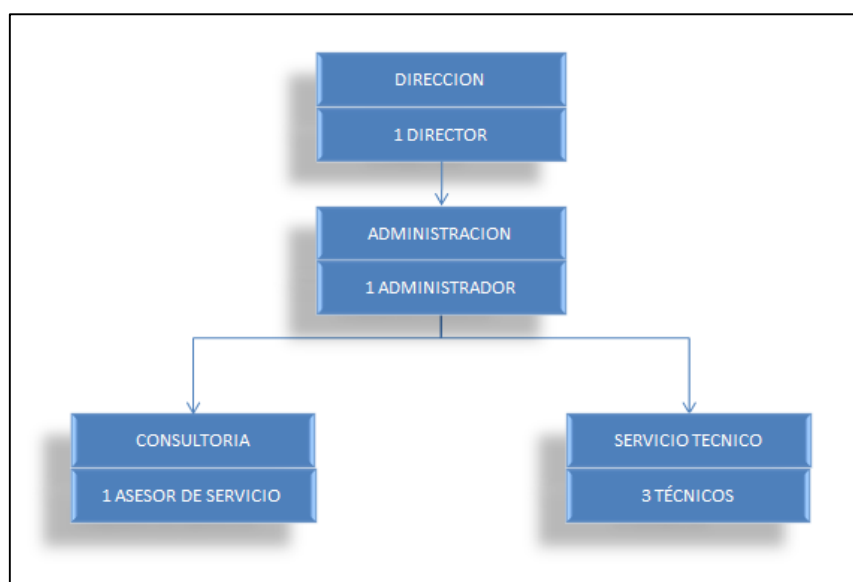 DIRECCION
1 DIRECTOR
ADMINISTRACION
1 ADMINISTRADOR
CONSULTORIA
1 ASESOR DE SERVICIO
SERVICIO TECNICO
3 TÉCNICOS